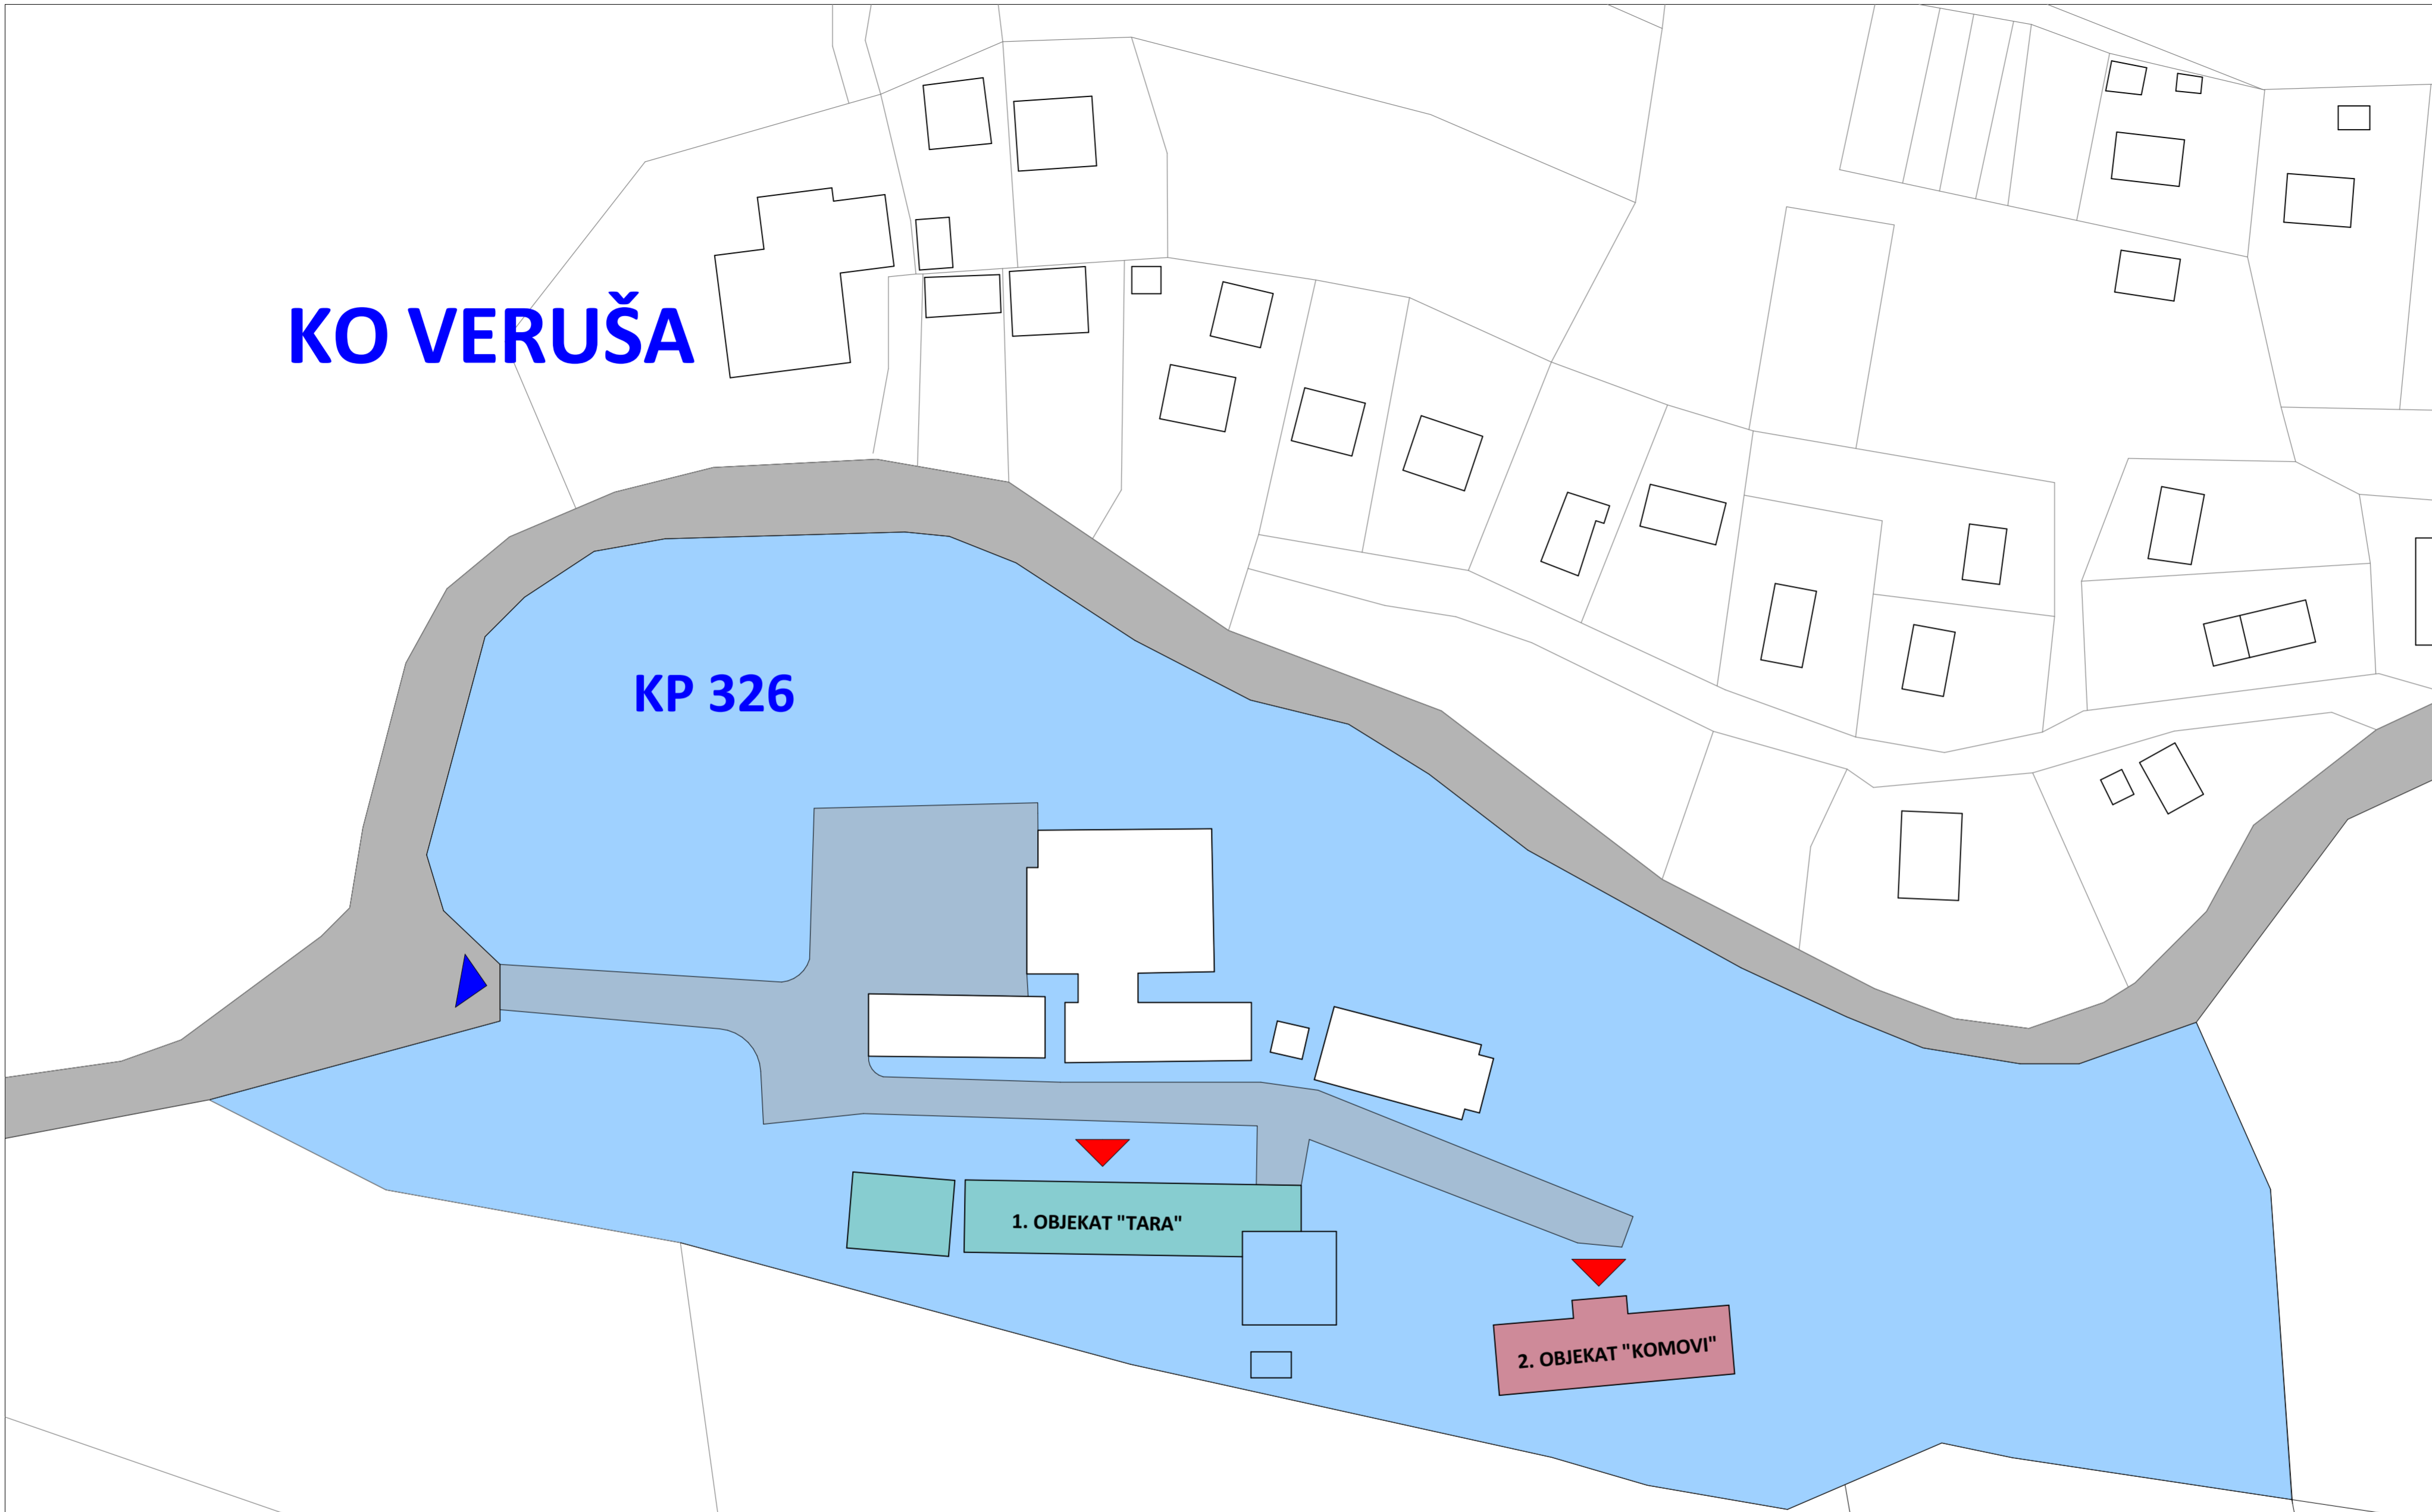 KO VERUŠA
KP 326
1. OBJEKAT "TARA"
2. OBJEKAT "KOMOVI"